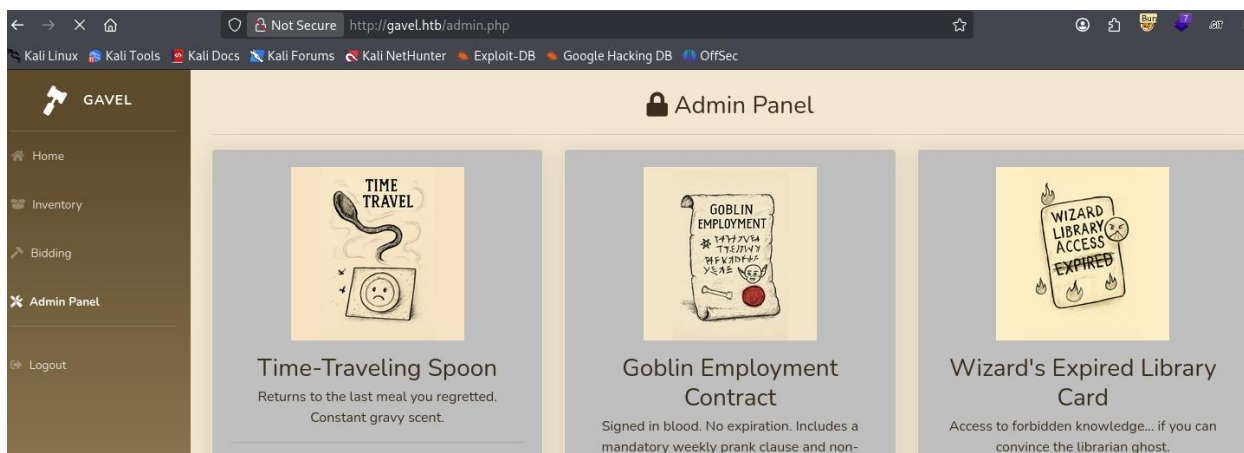 Not Secure http://gavel.htb/admin.php
Kali Linux Kali Tools Kali Docs Kali Forums Kali NetHunter Exploit-DB Google Hacking DB OffSec
GAVEL
Home
Inventory
Bidding
Admin Panel
Logout
Admin Panel
TIME
TRAVEL
Time-Traveling Spoon
Returns to the last meal you regretted.
Constant gravy scent.
GOBLIN
EMPLOYMENT
Goblin Employment
Contract
Signed in blood. No expiration. Includes a
mandatory weekly prank clause and non-
WIZARD
LIBRARY
ACCESS
EXPIRED
Wizard's Expired Library
Card
Access to forbidden knowledge... if you can
convince the librarian ghost.